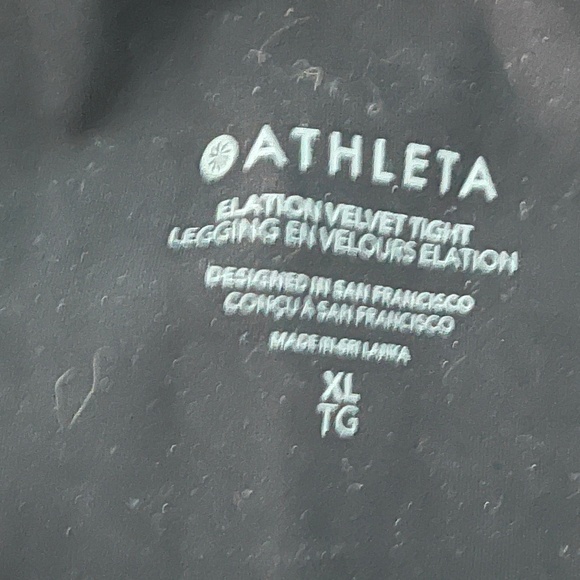 ATHLETA
ELATION VELVET TIGHT
LEGGING EN VELOURS ELATION
DESIGNED IN SAN FRANCISCO
CONÇU À SAN FRANCISCO
MADE IN SRI LANKA
XL
TG